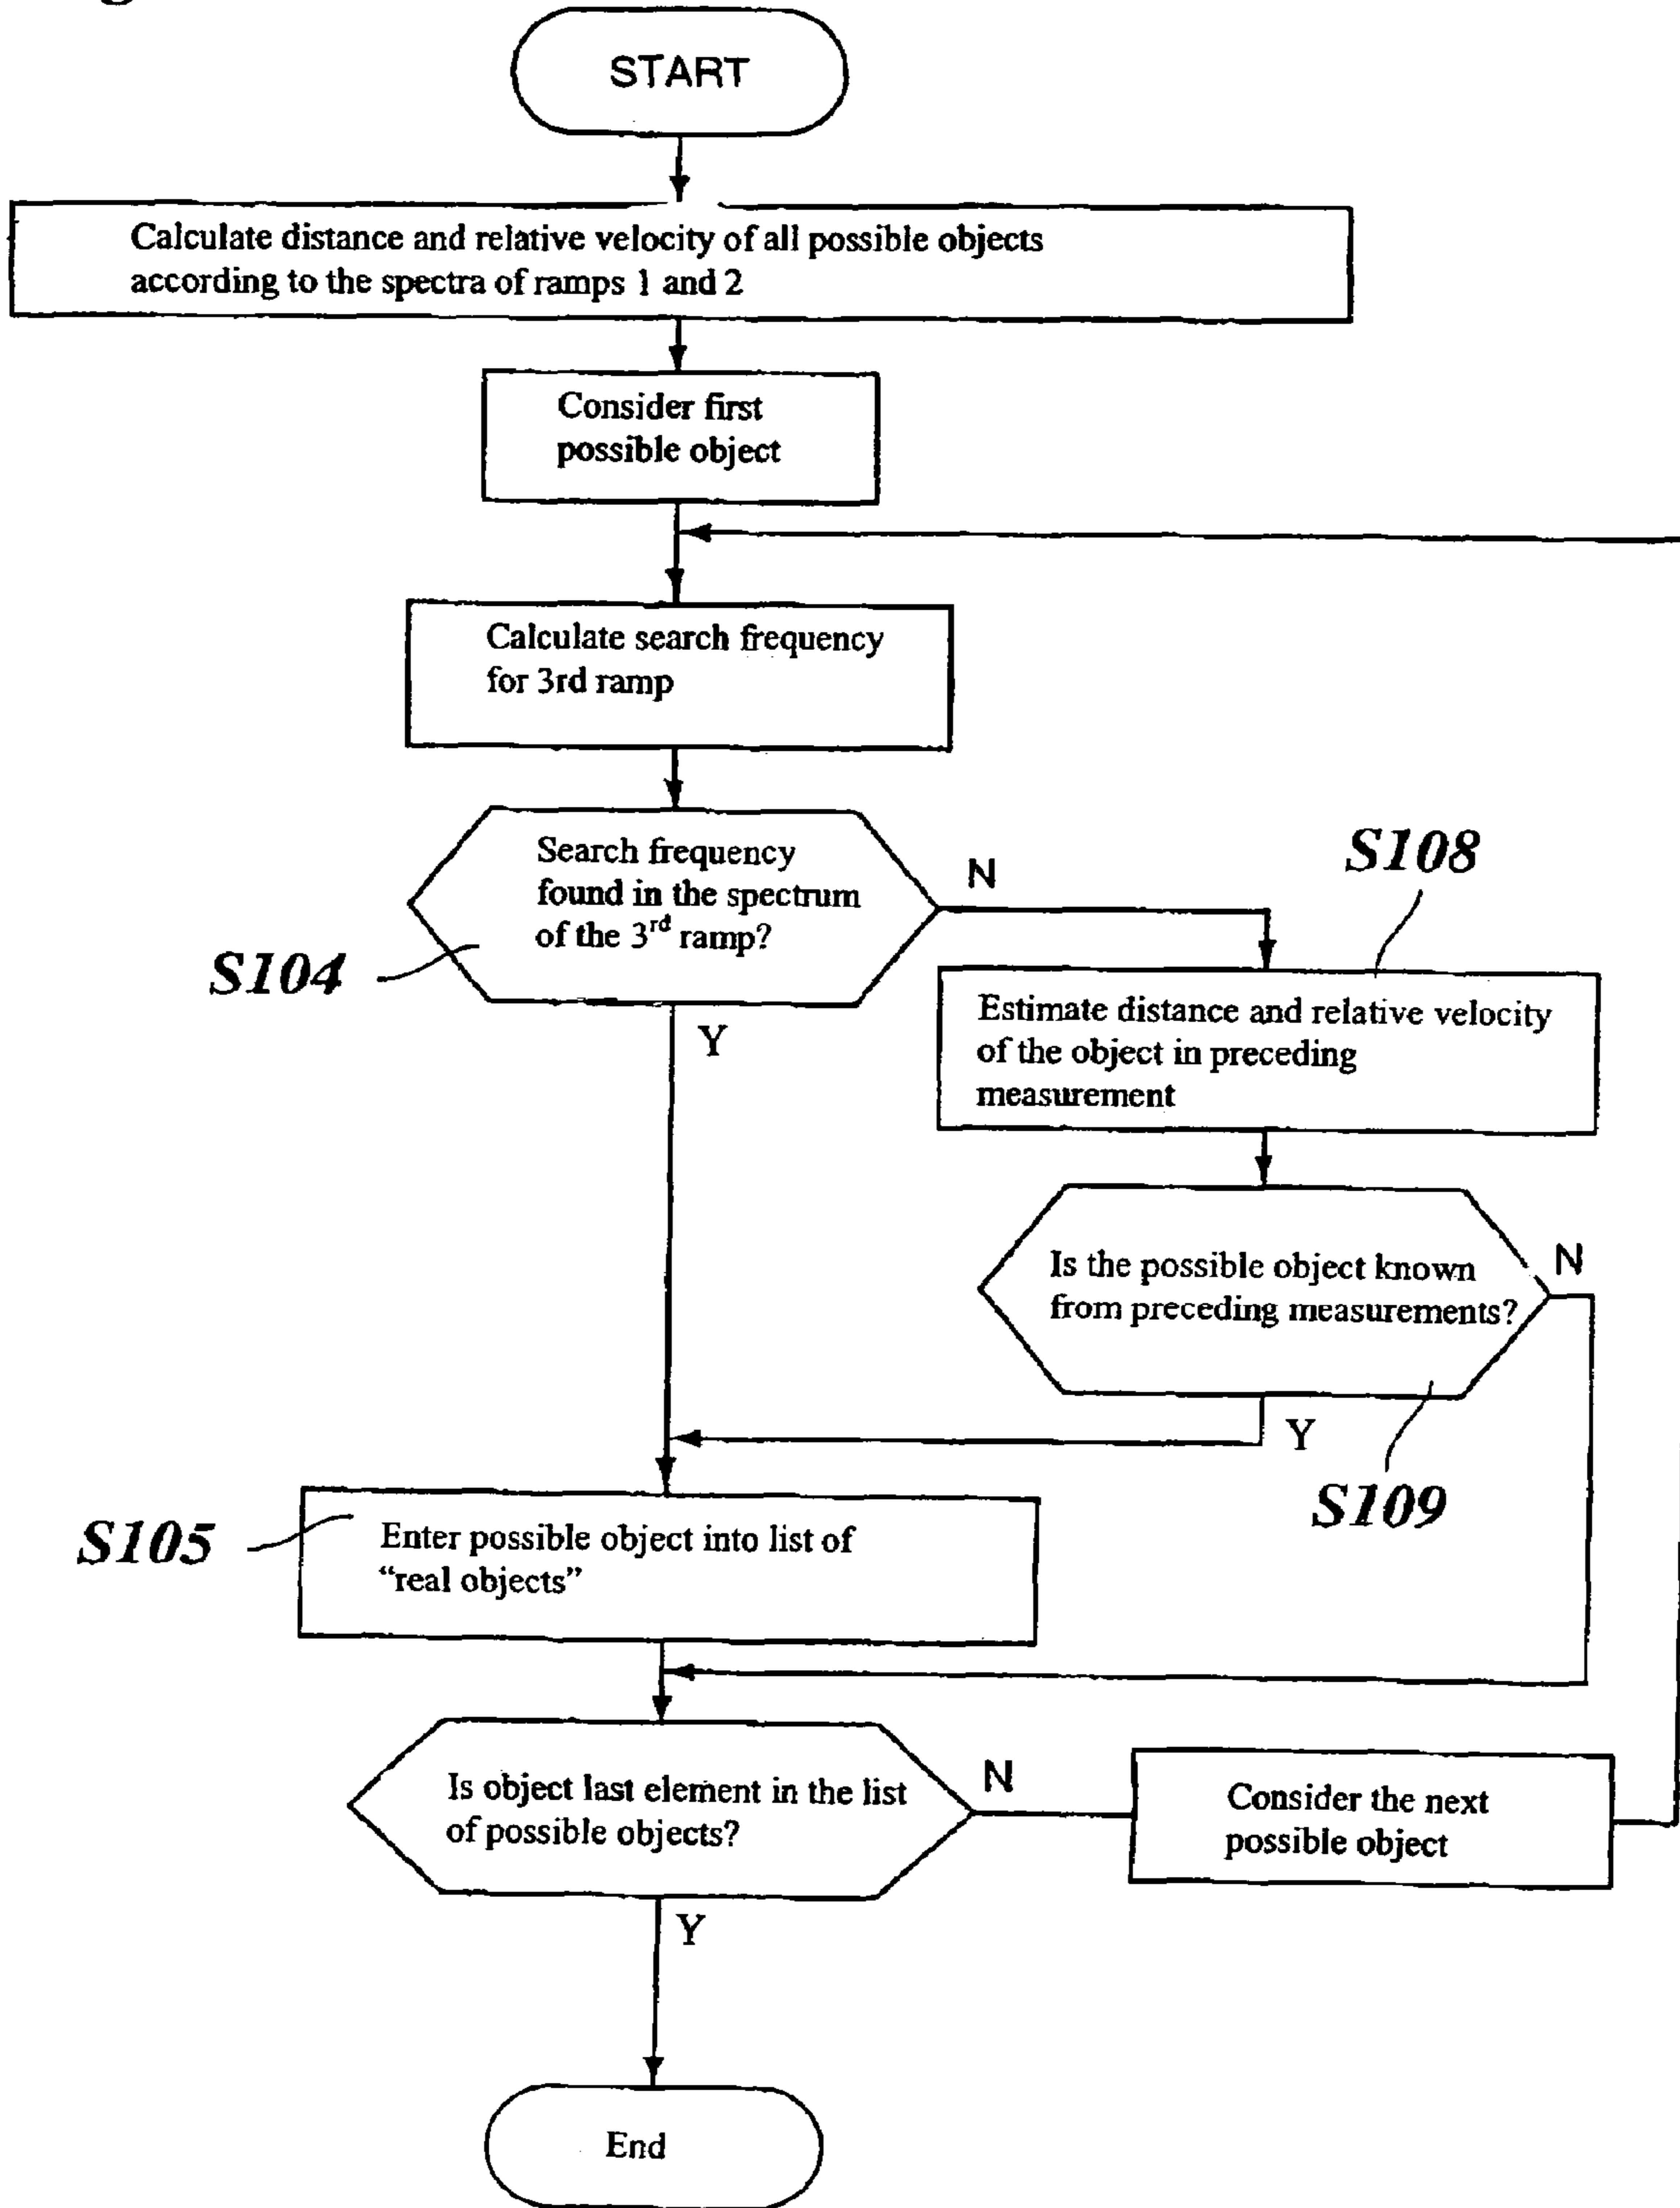 START
Calculate distance and relative velocity of all possible objects
according to the spectra of ramps 1 and 2
Consider first
possible object
Calculate search frequency
for 3rd ramp
Search frequency
found in the spectrum
of the 3rd ramp?
N
S104
Y
S108
Estimate distance and relative velocity
of the object in preceding
measurement
Is the possible object known
from preceding measurements?
N
Y
S109
S105
Enter possible object into list of
“real objects”
Is object last element in the list
of possible objects?
N
Consider the next
possible object
Y
End